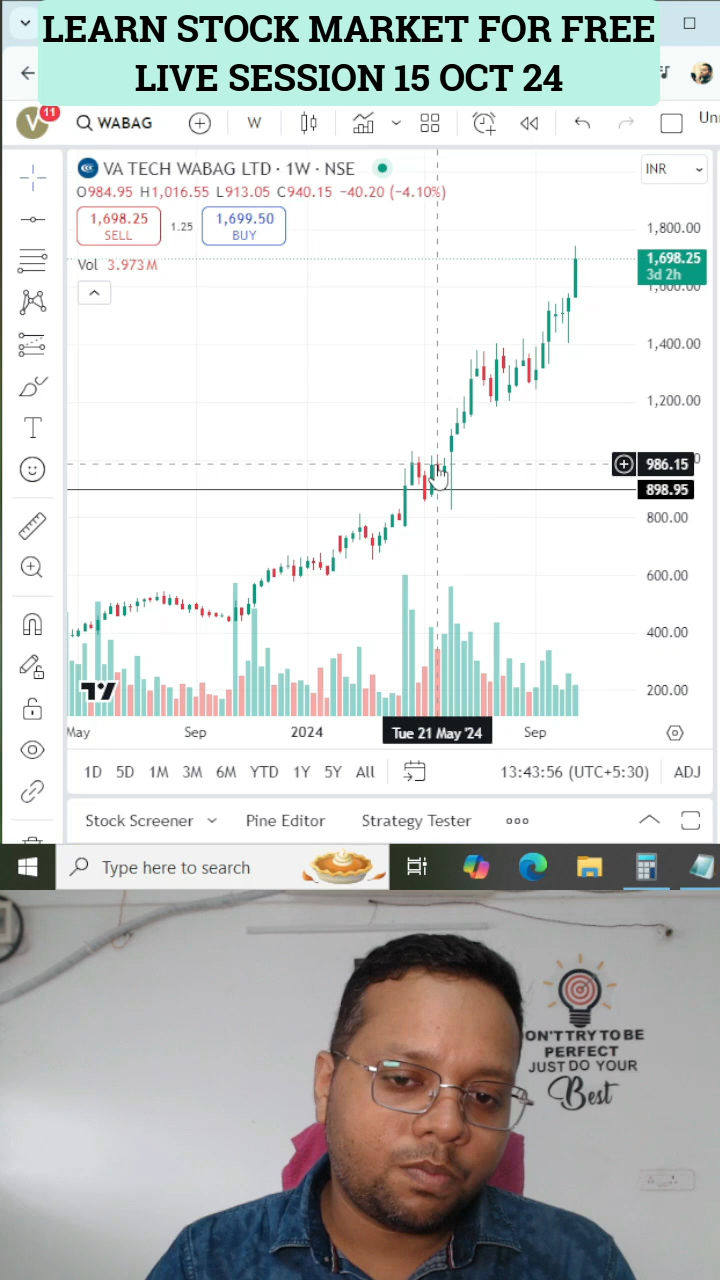 LEARN STOCK MARKET FOR FREE
LIVE SESSION 15 OCT 24
V 11 WABAG W Un
VA TECH WABAG LTD · 1W · NSE INR
O984.95 H1,016.55 L913.05 C940.15 −40.20 (−4.10%)
1,698.25 1.25 1,699.50
SELL BUY
Vol 3.973M
1,800.00
1,698.25
3d 2h
1,600.00
1,400.00
1,200.00
986.15
898.95
800.00
600.00
400.00
200.00
May Sep 2024 Tue 21 May '24 Sep
1D 5D 1M 3M 6M YTD 1Y 5Y All 13:43:56 (UTC+5:30) ADJ
Stock Screener Pine Editor Strategy Tester
Type here to search
ON'T TRY TO BE
PERFECT
JUST DO YOUR
Best